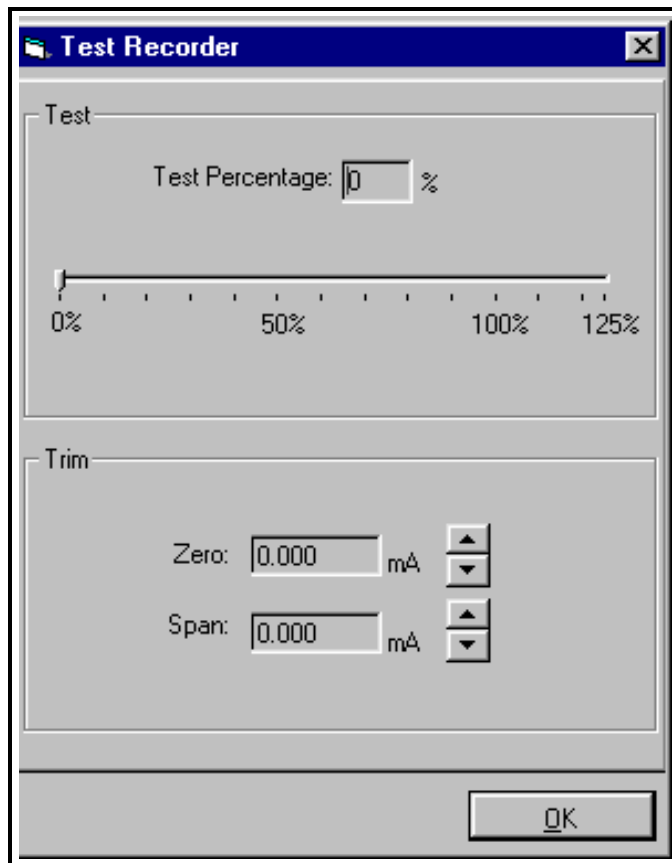 Test Recorder
Test
Test Percentage: 0 %
0% 50% 100% 125%
Trim
Zero: 0.000 mA
Span: 0.000 mA
OK